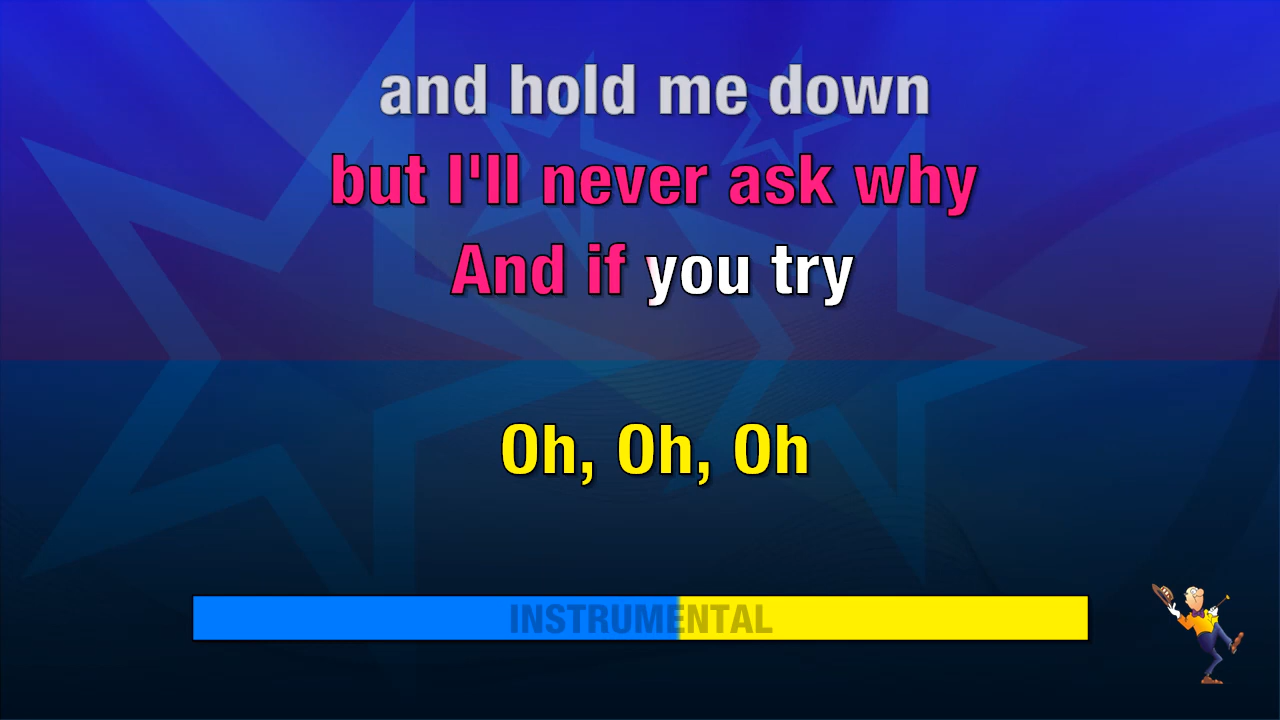 and hold me down
but I'll never ask why
And if you try
Oh, Oh, Oh
INSTRUMENTAL